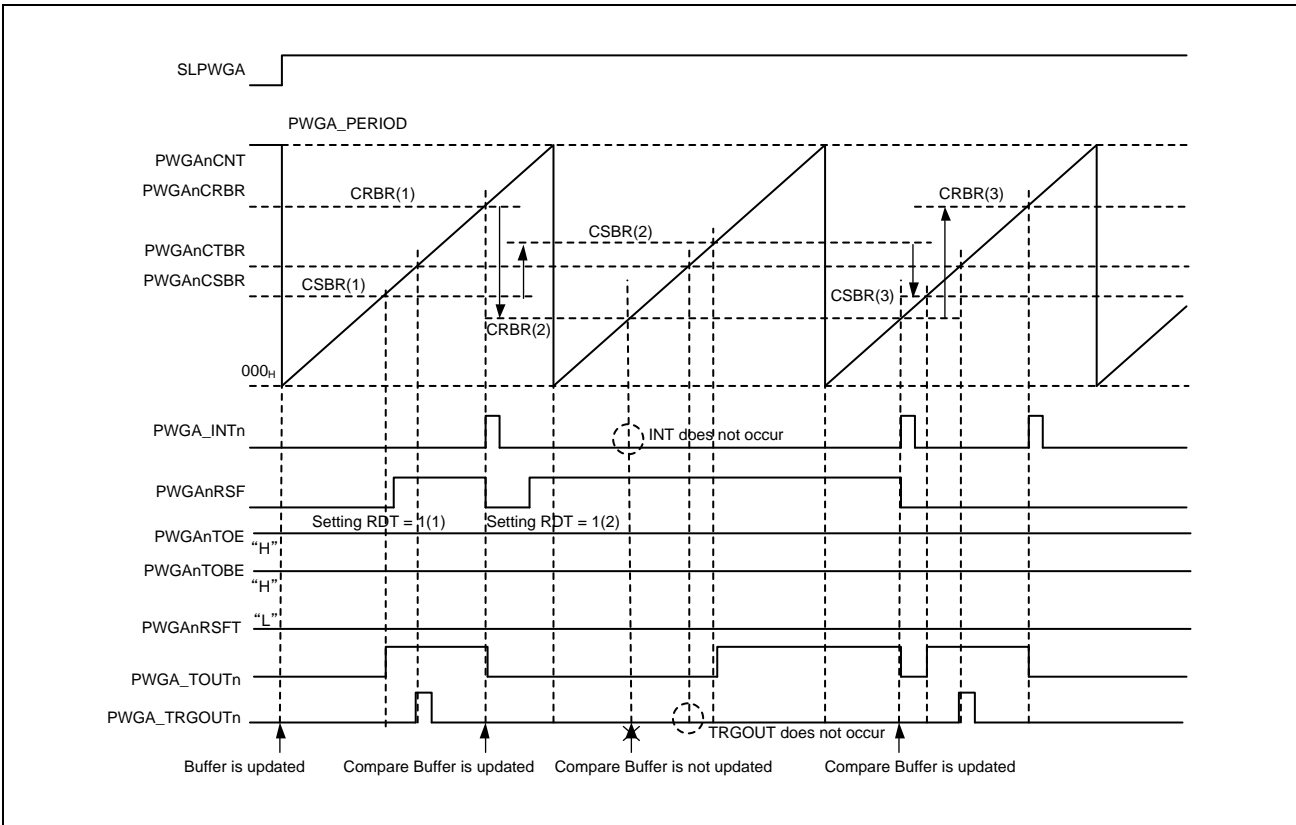 SLPWGA
PWGA_PERIOD
PWGAnCNT
PWGAnCRBR
CRBR(1)
CRBR(3)
CSBR(2)
PWGAnCTBR
PWGAnCSBR
CSBR(1)
CSBR(3)
CRBR(2)
000H
PWGA_INTn
INT does not occur
PWGAnRSF
Setting RDT = 1(1)
Setting RDT = 1(2)
PWGAnTOE
“H”
PWGAnTOBE
“H”
PWGAnRSFT
“L”
PWGA_TOUTn
PWGA_TRGOUTn
TRGOUT does not occur
Buffer is updated
Compare Buffer is updated
Compare Buffer is not updated
Compare Buffer is updated